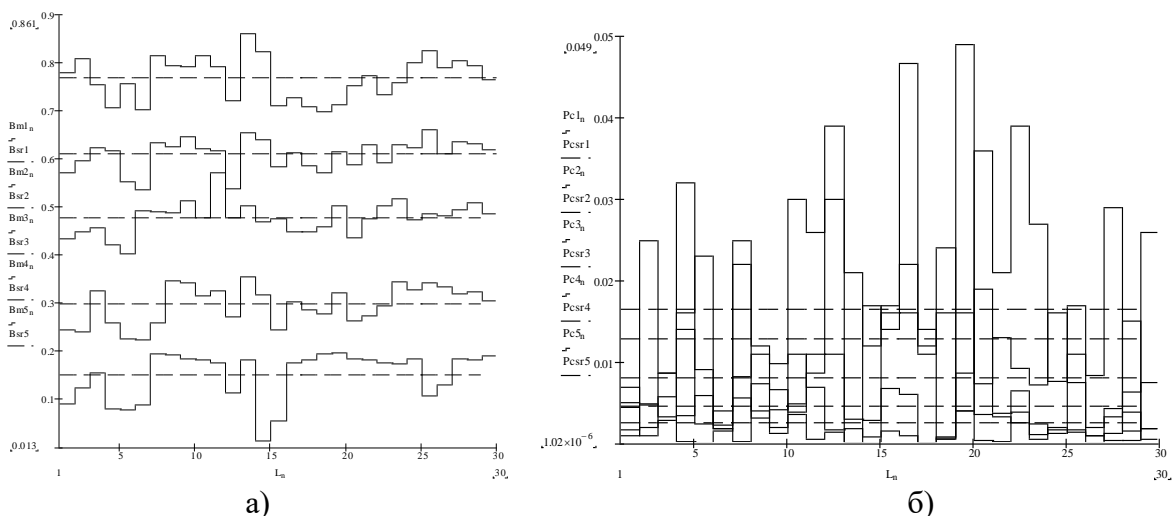 0.861
0.9
0.8
0.7
0.6
0.5
0.4
0.3
0.2
0.1
0.013
Bm1n
Bsr1
Bm2n
Bsr2
Bm3n
Bsr3
Bm4n
Bsr4
Bm5n
Bsr5
5 10 15 20 25 30
1 Ln 30
а)
0.049
0.05
0.04
0.03
0.02
0.01
1.02×10-6
Pc1n
Pcsr1
Pc2n
Pcsr2
Pc3n
Pcsr3
Pc4n
Pcsr4
Pc5n
Pcsr5
5 10 15 20 25 30
1 Ln 30
б)